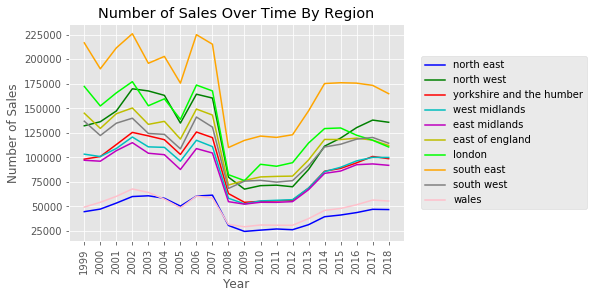 Number of Sales Over Time By Region
Number of Sales
225000
200000
175000
150000
125000
100000
75000
50000
25000
1999
2000
2001
2002
2003
2004
2005
2006
2007
2008
2009
2010
2011
2012
2013
2014
2015
2016
2017
2018
Year
north east
north west
yorkshire and the humber
west midlands
east midlands
east of england
london
south east
south west
wales